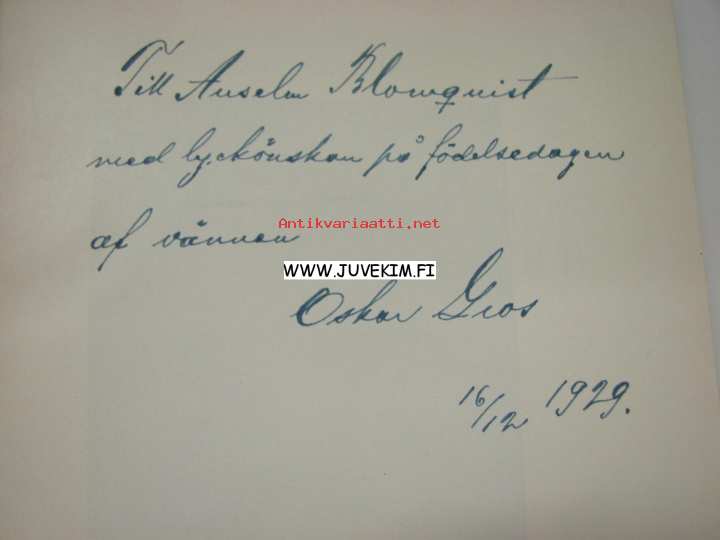 Till Anselm Blomquist
med lyckönskan på födelsedagen
Antikvariaatti.net
af vännen
WWW.JUVEKIM.FI
Oskar Gros
16/12 1929.